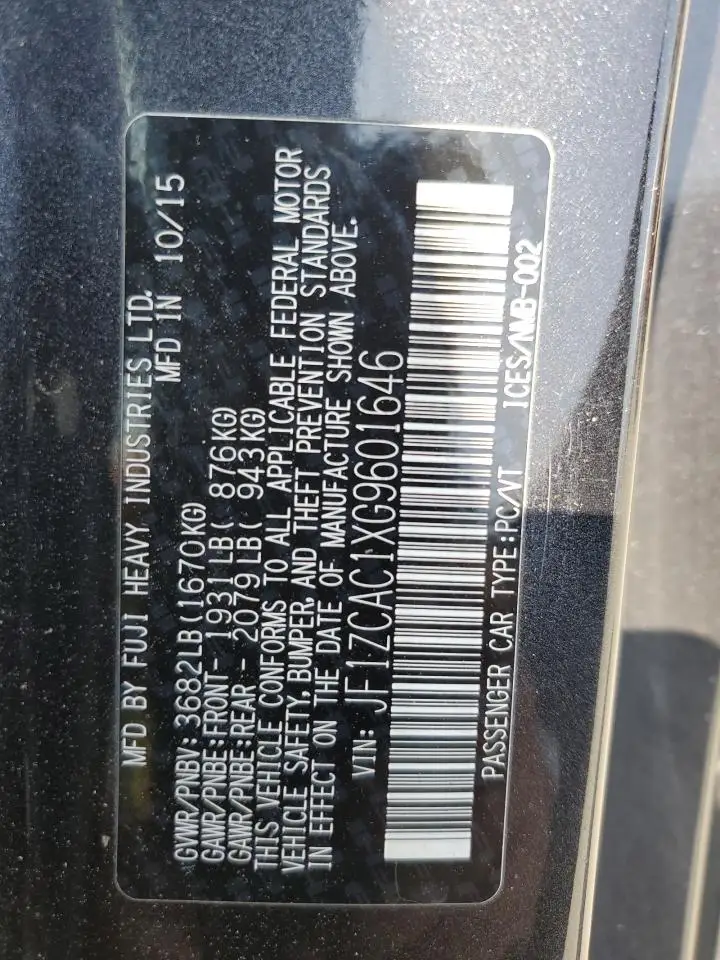 MFD BY FUJI HEAVY INDUSTRIES LTD.
MFD IN 10/15
GVWR/PNBV: 3682LB(1670KG)
GAWR/PNBE:FRONT- 1931LB( 876KG)
GAWR/PNBE:REAR - 2079LB( 943KG)
THIS VEHICLE CONFORMS TO ALL APPLICABLE FEDERAL MOTOR
VEHICLE SAFETY, BUMPER, AND THEFT PREVENTION STANDARDS
IN EFFECT ON THE DATE OF MANUFACTURE SHOWN ABOVE.
VIN: JF1ZCAC1XG9601646
PASSENGER CAR TYPE:PC/VT ICES/NMB-002